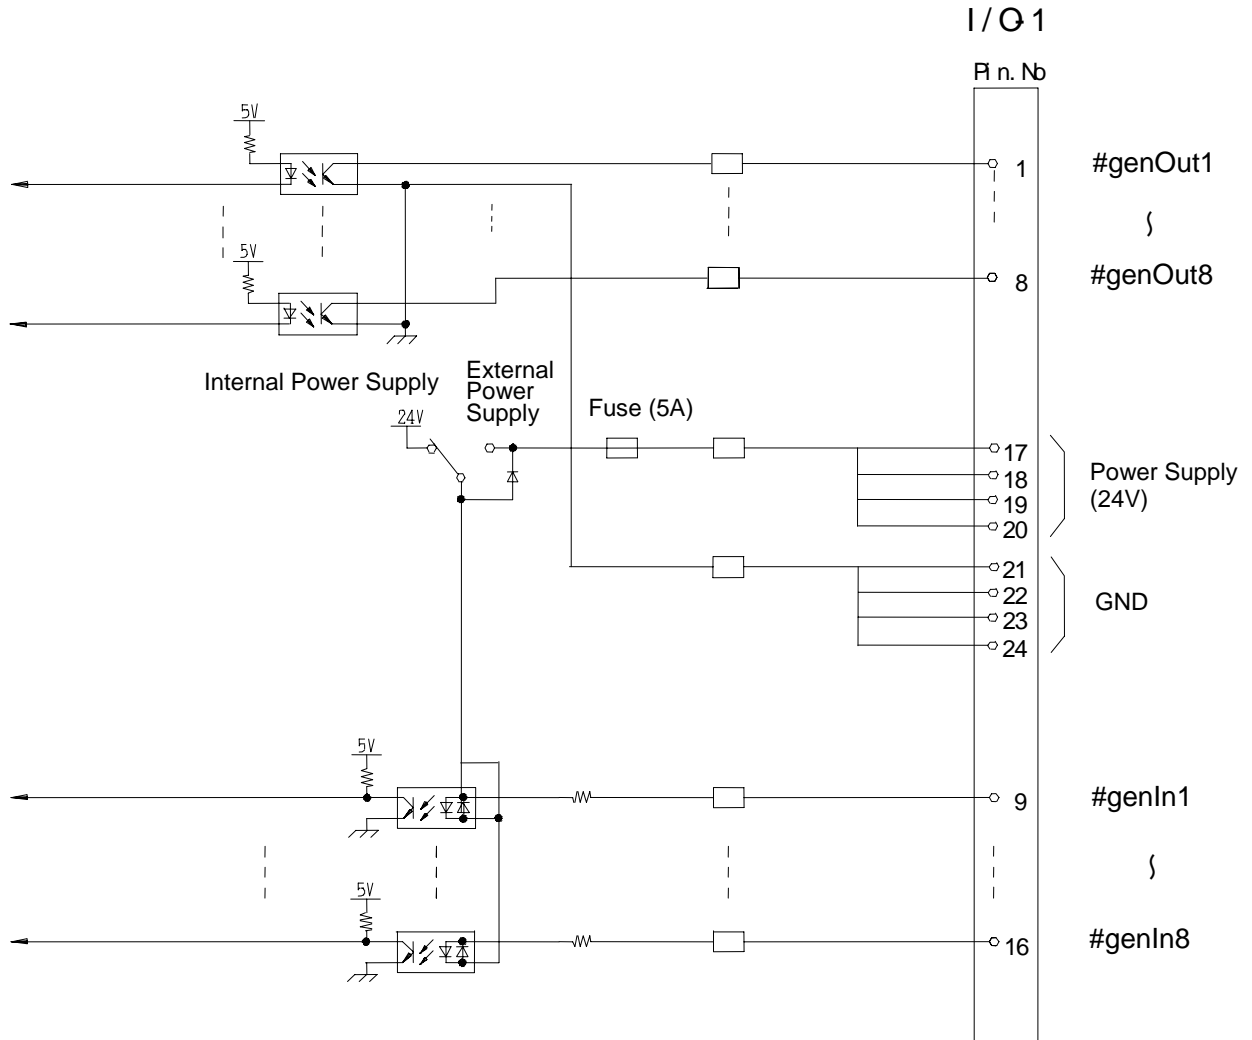 I/O-1
Pin. No
5V
1 #genOut1
5V
8 #genOut8
Internal Power Supply
External
Power
Supply
24V
Fuse (5A)
17
18
19
20
Power Supply
(24V)
21
22
23
24
GND
5V
9 #genIn1
5V
16 #genIn8